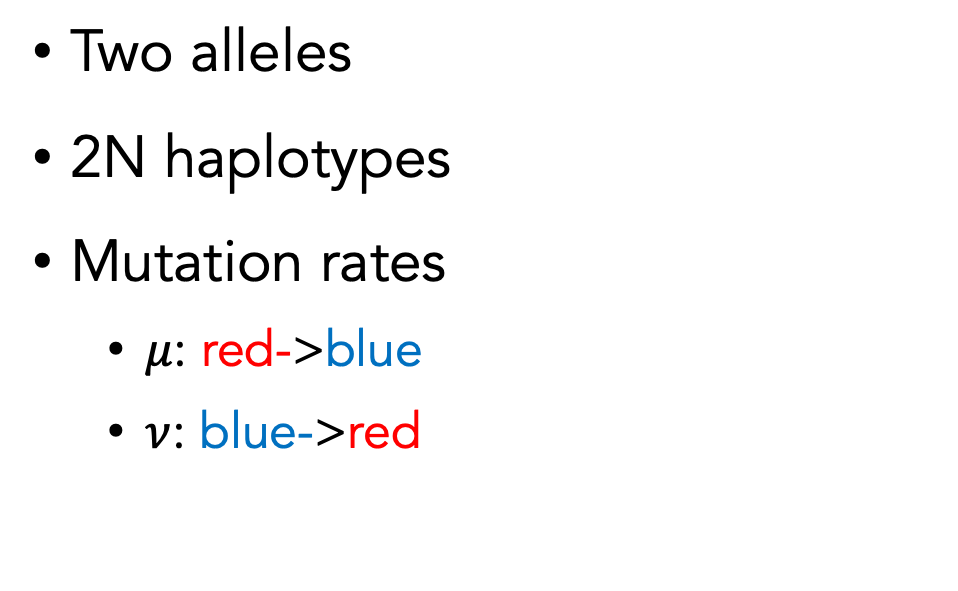 • Two alleles
• 2N haplotypes
• Mutation rates
• μ: red->blue
• ν: blue->red